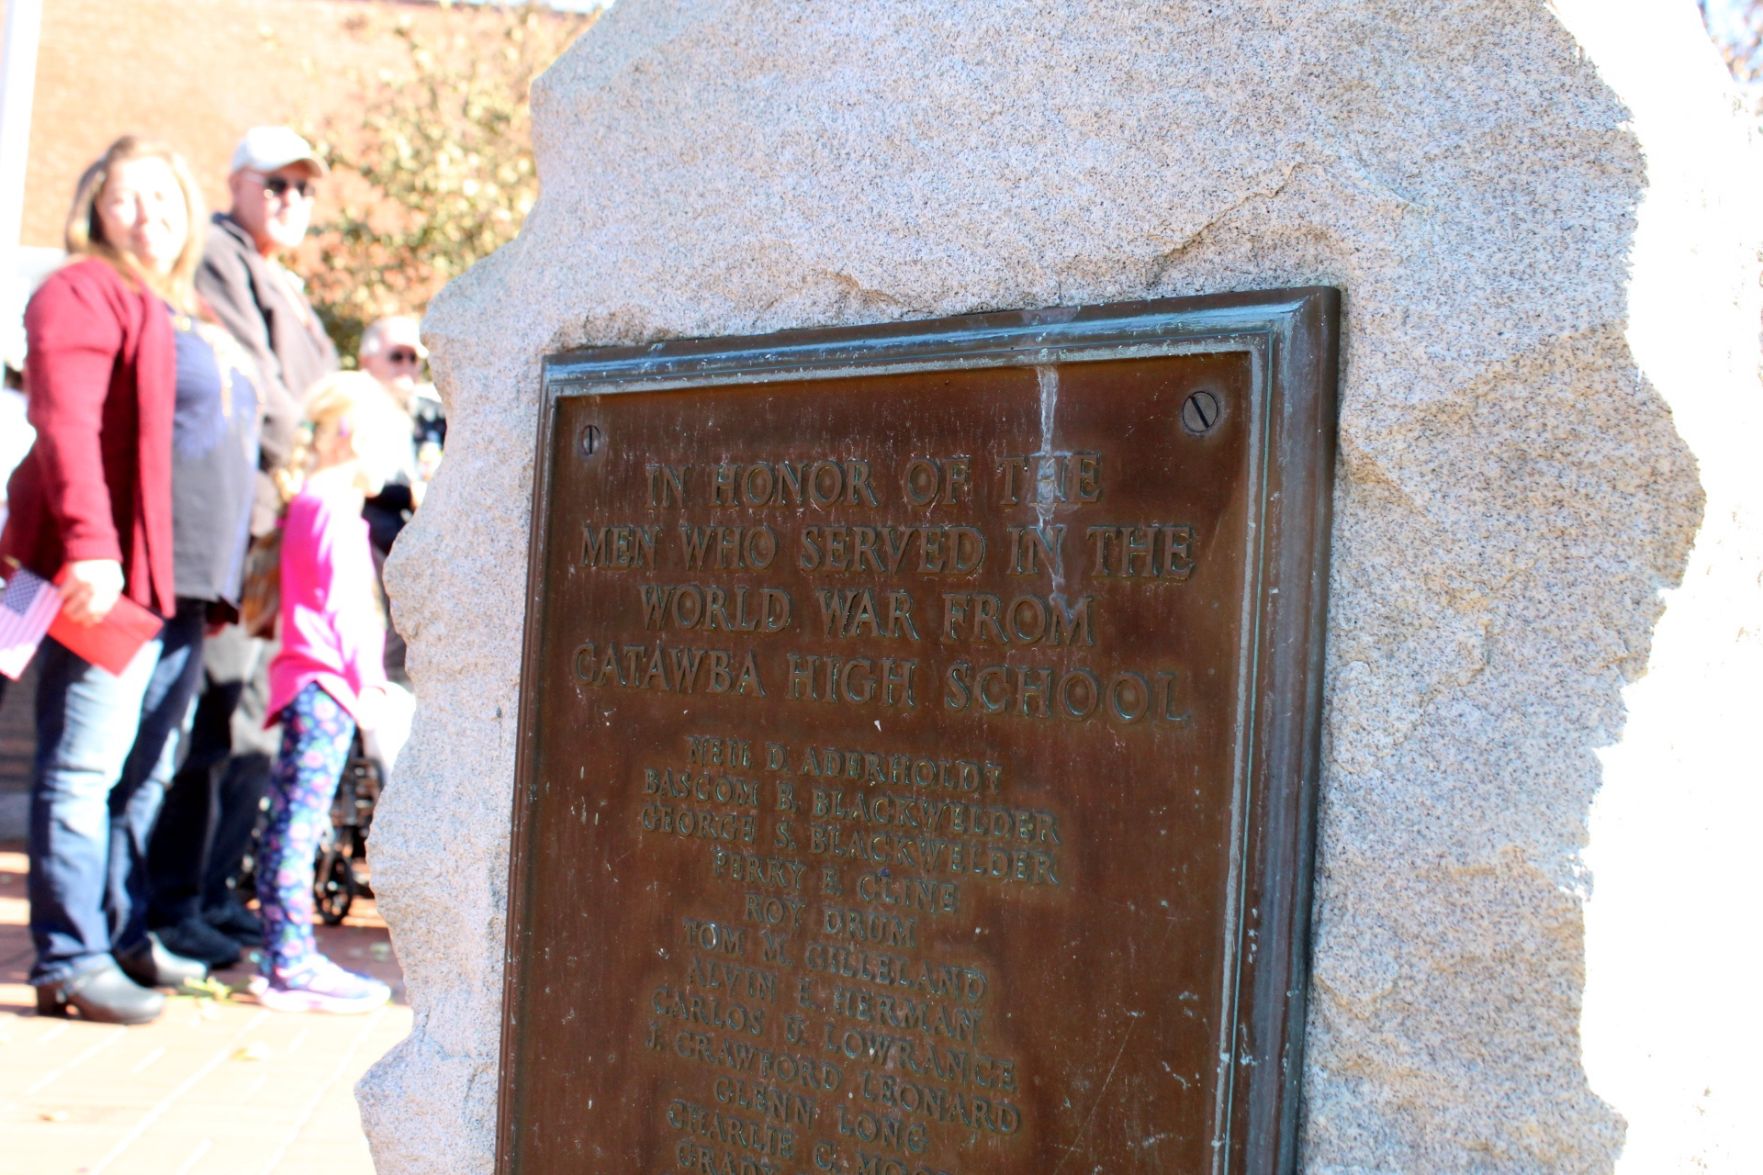 IN HONOR OF THE
MEN WHO SERVED IN THE
WORLD WAR FROM
CATAWBA HIGH SCHOOL
NEIL D. ADERHOLDT
BASCOM B. BLACKWELDER
GEORGE S. BLACKWELDER
PERRY E. CLINE
ROY DRUM
TOM M. GILLELAND
ALVIN E. HERMAN
CARLOS J. LOWRANCE
J. CRAWFORD LEONARD
GLENN LONG
CHARLIE C.
GRADY